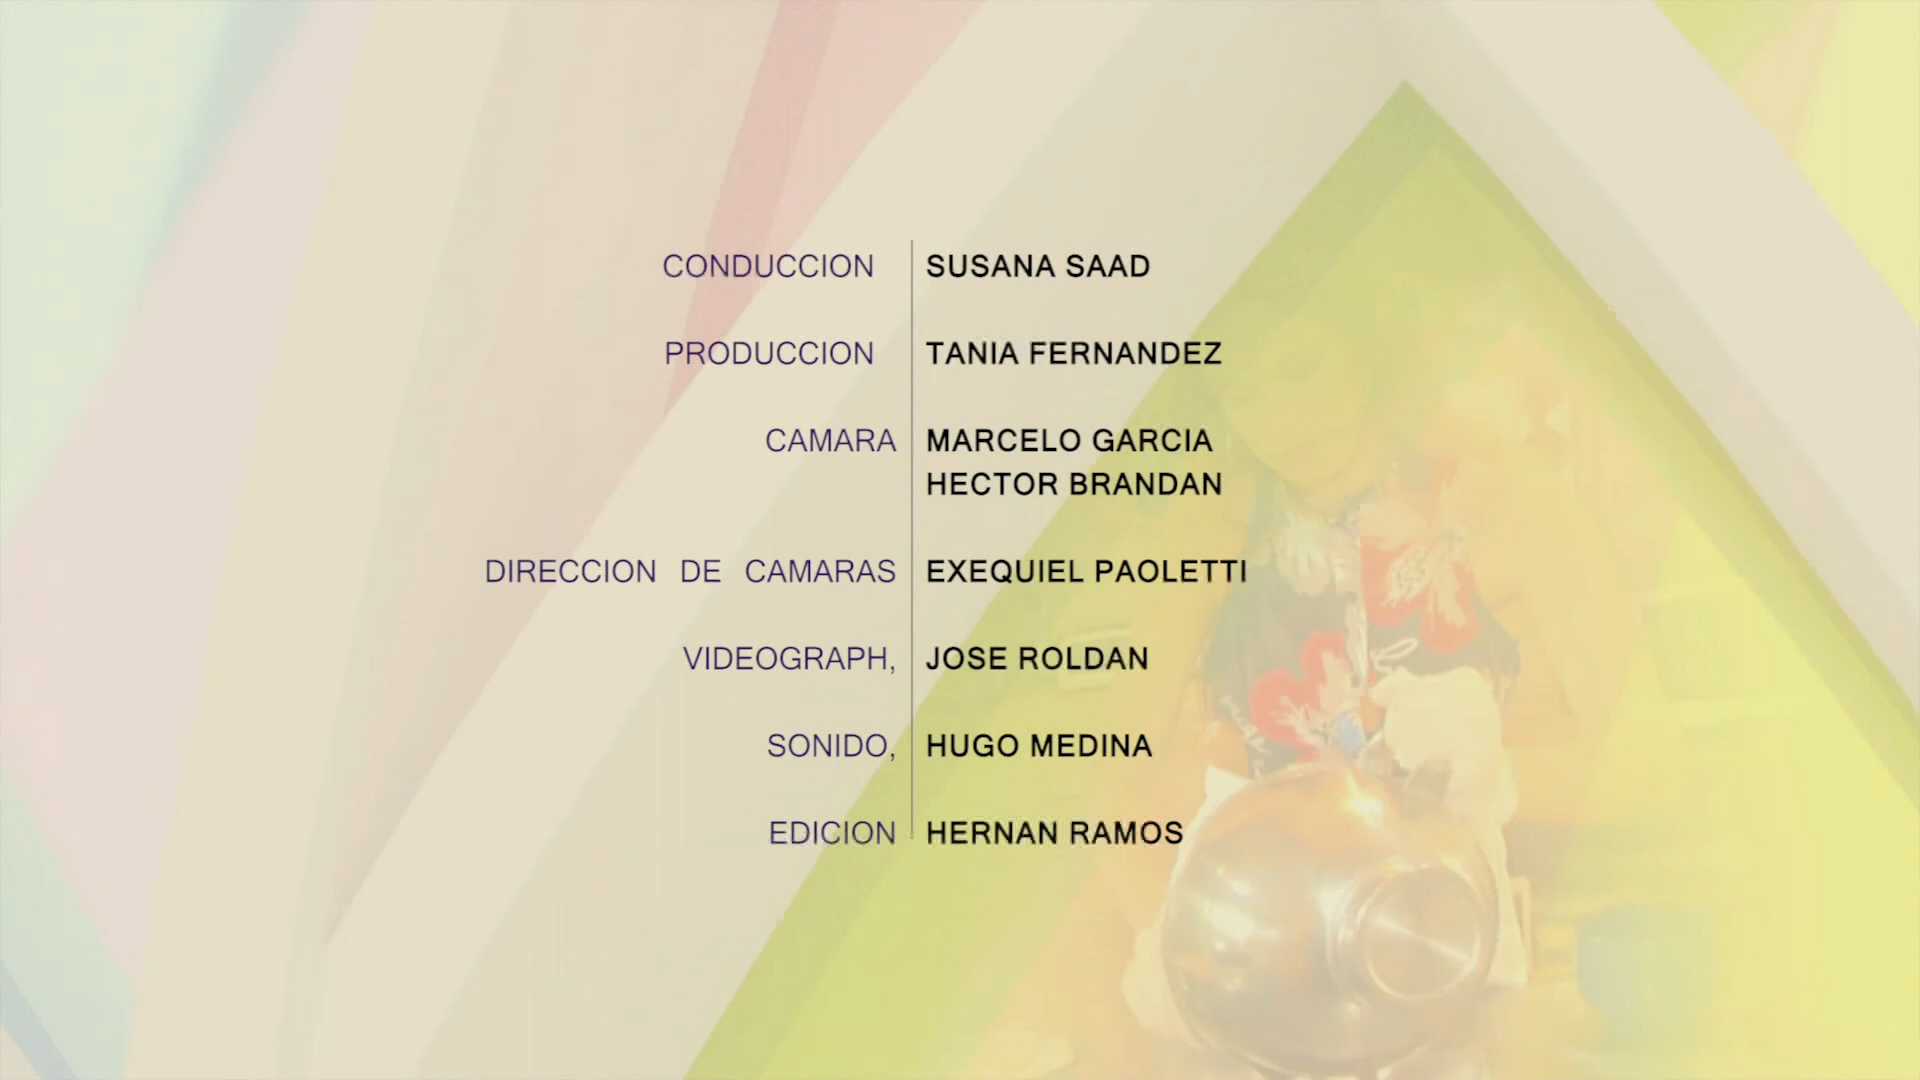 CONDUCCION SUSANA SAAD
PRODUCCION TANIA FERNANDEZ
CAMARA MARCELO GARCIA
HECTOR BRANDAN
DIRECCION DE CAMARAS EXEQUIEL PAOLETTI
VIDEOGRAPH, JOSE ROLDAN
SONIDO, HUGO MEDINA
EDICION HERNAN RAMOS